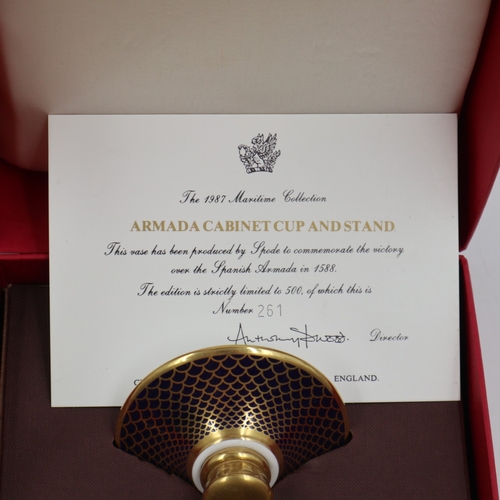 The 1987 Maritime Collection
ARMADA CABINET CUP AND STAND
This vase has been produced by Spode to commemorate the victory
over the Spanish Armada in 1588.
The edition is strictly limited to 500, of which this is
Number 261
Director
ENGLAND.